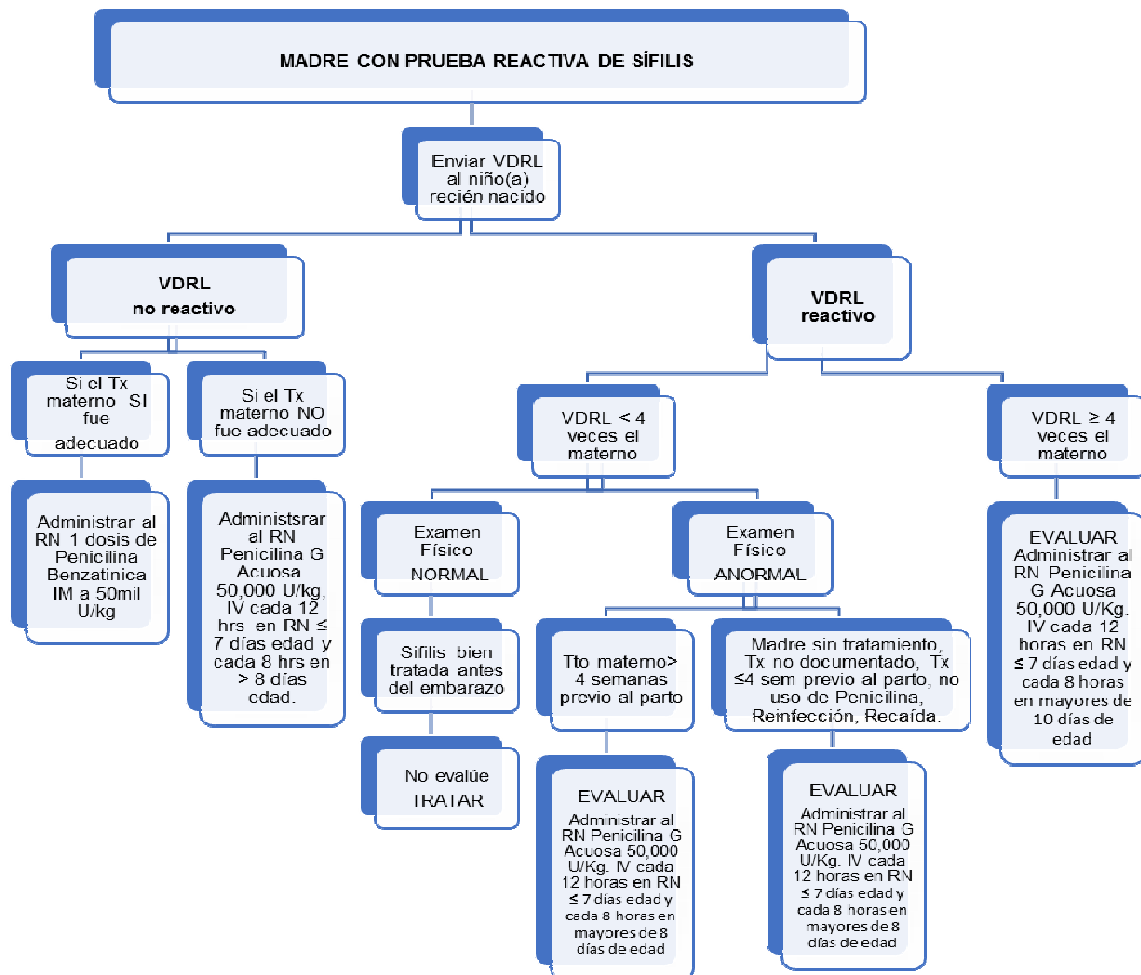 MADRE CON PRUEBA REACTIVA DE SÍFILIS
Enviar VDRL
al niño(a)
recién nacido
VDRL
no reactivo
VDRL
reactivo
Si el Tx
materno SI
fue
adecuado
Si el Tx
materno NO
fue adecuado
VDRL < 4
veces el
materno
VDRL ≥ 4
veces el
materno
Administrar al
RN 1 dosis de
Penicilina
Benzatinica
IM a 50mil
U/kg
Administsrar
al RN
Penicilina G
Acuosa
50,000 U/kg,
IV cada 12
hrs en RN ≤
7 días edad y
cada 8 hrs en
> 8 días
edad.
Examen
Físico
NORMAL
Examen
Físico
ANORMAL
EVALUAR
Administrar al
RN Penicilina
G Acuosa
50,000 U/Kg.
IV cada 12
horas en RN
≤ 7 días edad y
cada 8 horas
en mayores de
10 días de
edad
Sifilis bien
tratada antes
del embarazo
Tto materno>
4 semanas
previo al parto
Madre sin tratamiento,
Tx no documentado, Tx
≤4 sem previo al parto, no
uso de Penicilina,
Reinfección, Recaída.
No evalúe
TRATAR
EVALUAR
Administrar al
RN Penicilina G
Acuosa 50,000
U/Kg. IV cada
12 horas en RN
≤ 7 días edad y
cada 8 horas en
mayores de 8
días de edad
EVALUAR
Administrar al
RN Penicilina G
Acuosa 50,000
U/Kg. IV cada
12 horas en RN
≤ 7 días edad y
cada 8 horas en
mayores de 8
días de edad